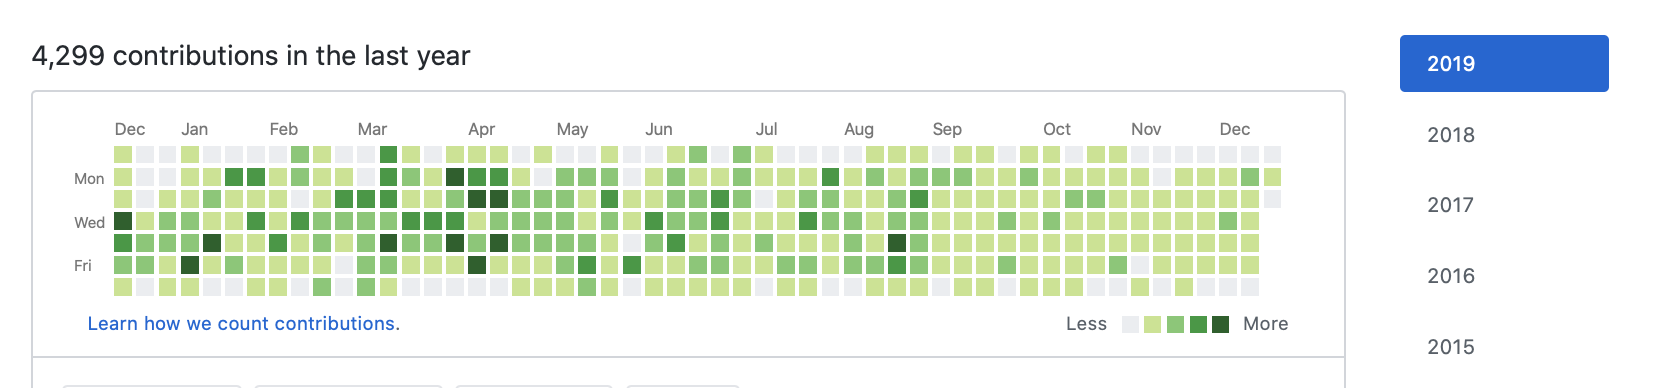 4,299 contributions in the last year
2019
2018
2017
2016
2015
Dec Jan Feb Mar Apr May Jun Jul Aug Sep Oct Nov Dec
Mon
Wed
Fri
Learn how we count contributions.
Less More